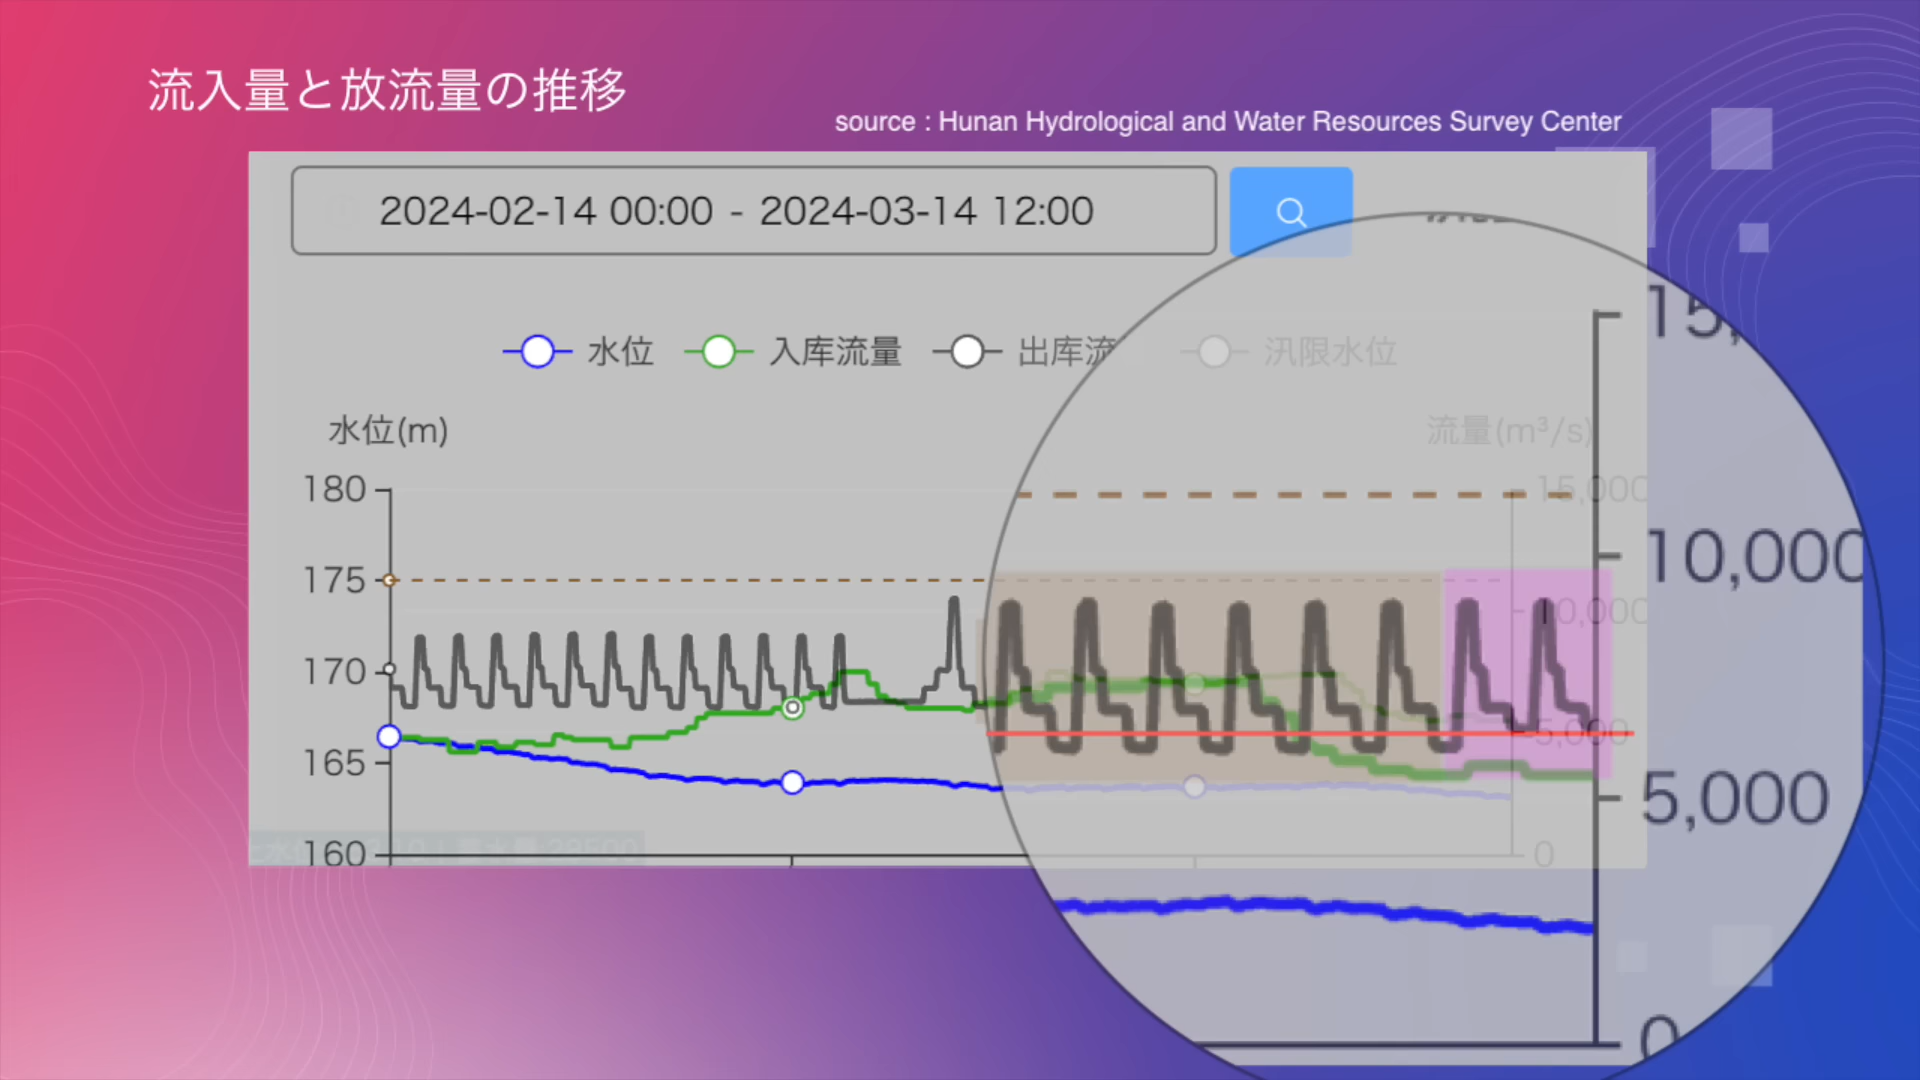 流入量と放流量の推移
source : Hunan Hydrological and Water Resources Survey Center
2024-02-14 00:00 - 2024-03-14 12:00
水位 入库流量 出库流 汛限水位
水位(m) 流量(m³/s)
180
175
170
165
160
15,000
10,000
5,000
0
15,
10,000
5,000
0